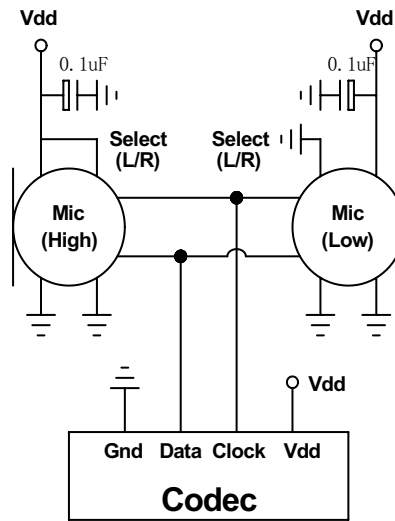 Vdd
Vdd
0.1uF
0.1uF
Select
(L/R)
Select
(L/R)
Mic
(High)
Mic
(Low)
Vdd
Gnd Data Clock Vdd
Codec